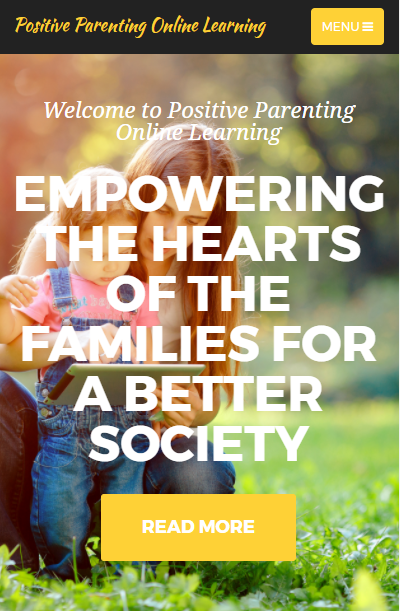 Positive Parenting Online Learning
MENU
Welcome to Positive Parenting
Online Learning
EMPOWERING
THE HEARTS
OF THE
FAMILIES FOR
A BETTER
SOCIETY
READ MORE